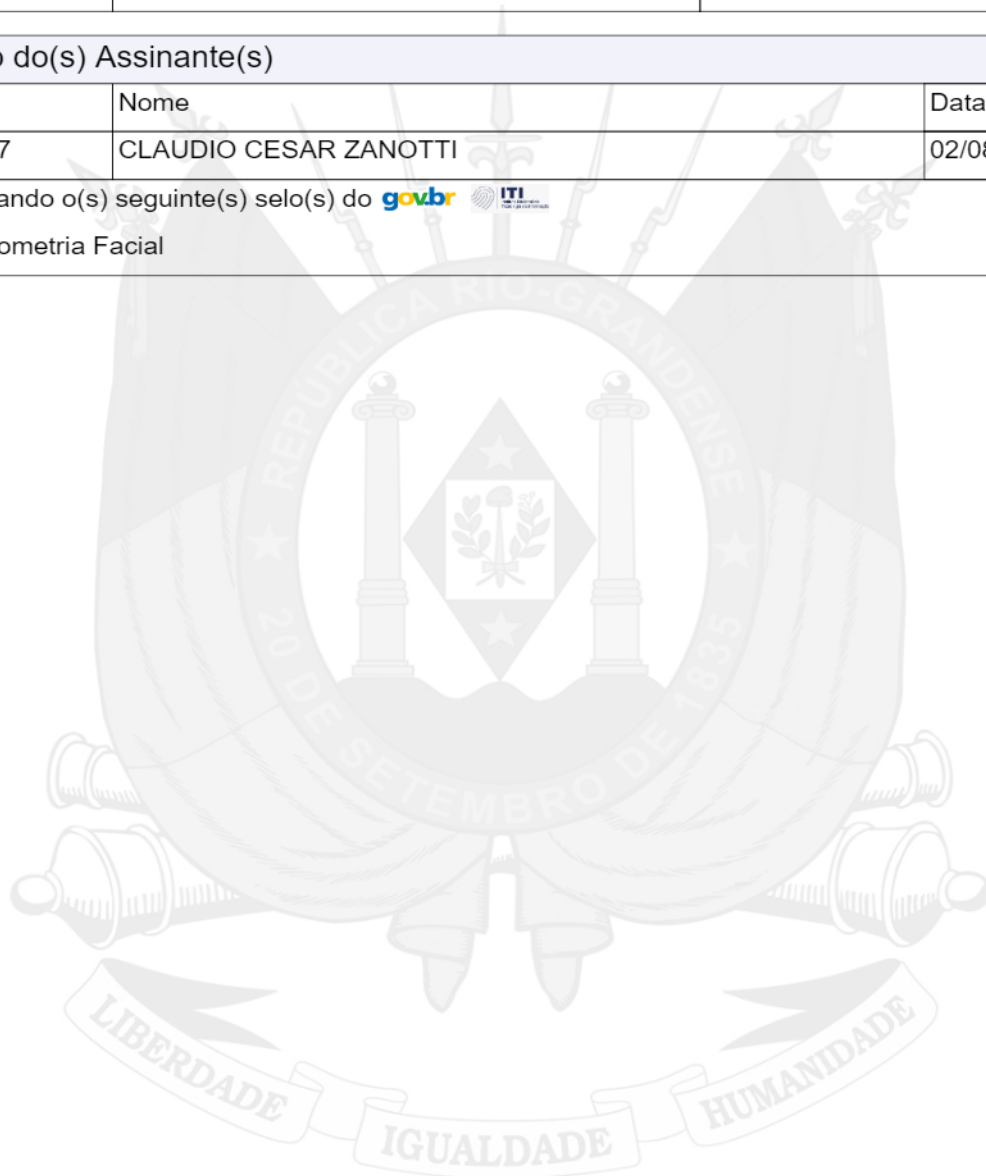 o do(s) Assinante(s)
Nome
Data
7
CLAUDIO CESAR ZANOTTI
02/08
ando o(s) seguinte(s) selo(s) do gov.br ITI
ometria Facial
REPÚBLICA RIO-GRANDENSE
20 DE SETEMBRO DE 1835
LIBERDADE
IGUALDADE
HUMANIDADE